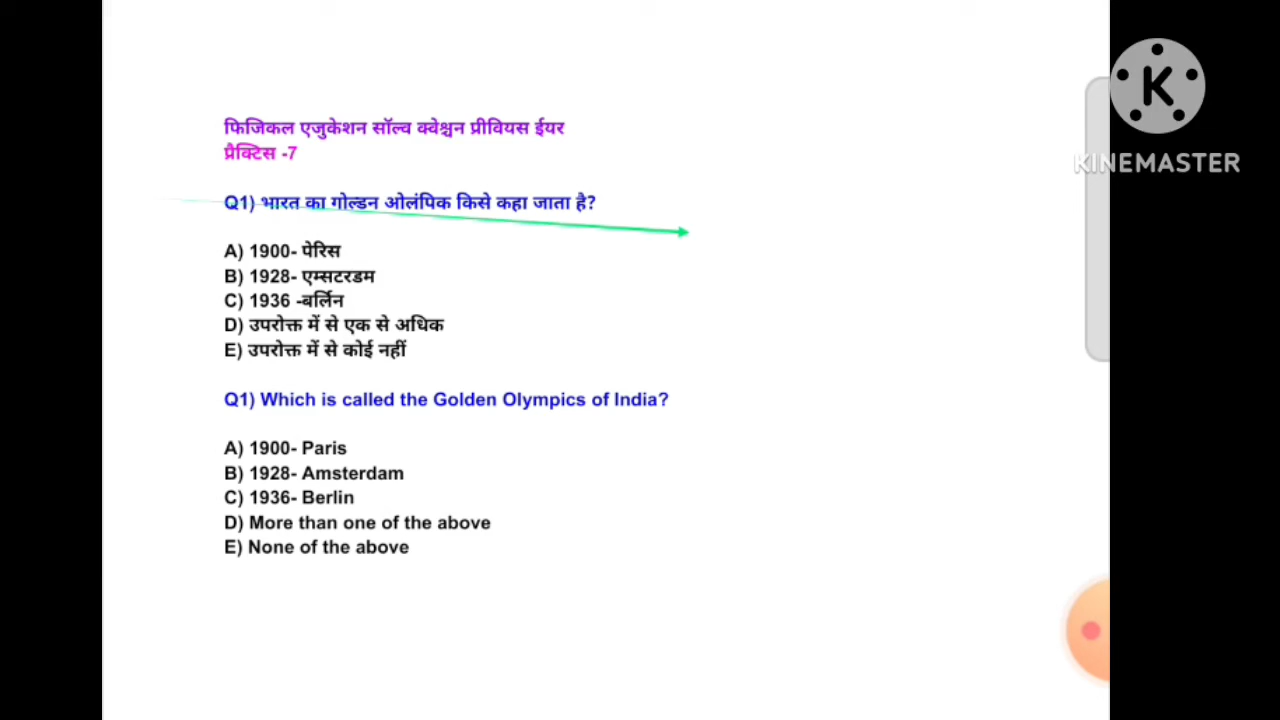 फिजिकल एजुकेशन सॉल्व क्वेश्चन प्रीवियस ईयर
प्रैक्टिस -7
Q1) भारत का गोल्डन ओलंपिक किसे कहा जाता है?
A) 1900- पेरिस
B) 1928- एम्सटरडम
C) 1936 -बर्लिन
D) उपरोक्त में से एक से अधिक
E) उपरोक्त में से कोई नहीं
Q1) Which is called the Golden Olympics of India?
A) 1900- Paris
B) 1928- Amsterdam
C) 1936- Berlin
D) More than one of the above
E) None of the above
K
KINEMASTER